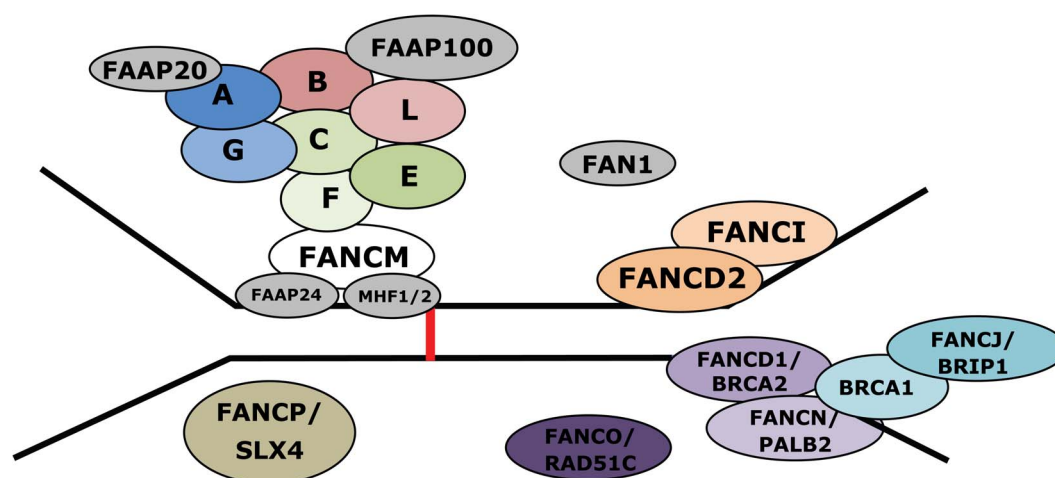 FAAP100
FAAP20
B
A
L
C
G
FAN1
E
F
FANCI
FANCM
FANCD2
FAAP24
MHF1/2
FANCJ/
BRIP1
FANCD1/
BRCA2
BRCA1
FANCP/
SLX4
FANCN/
PALB2
FANCO/
RAD51C